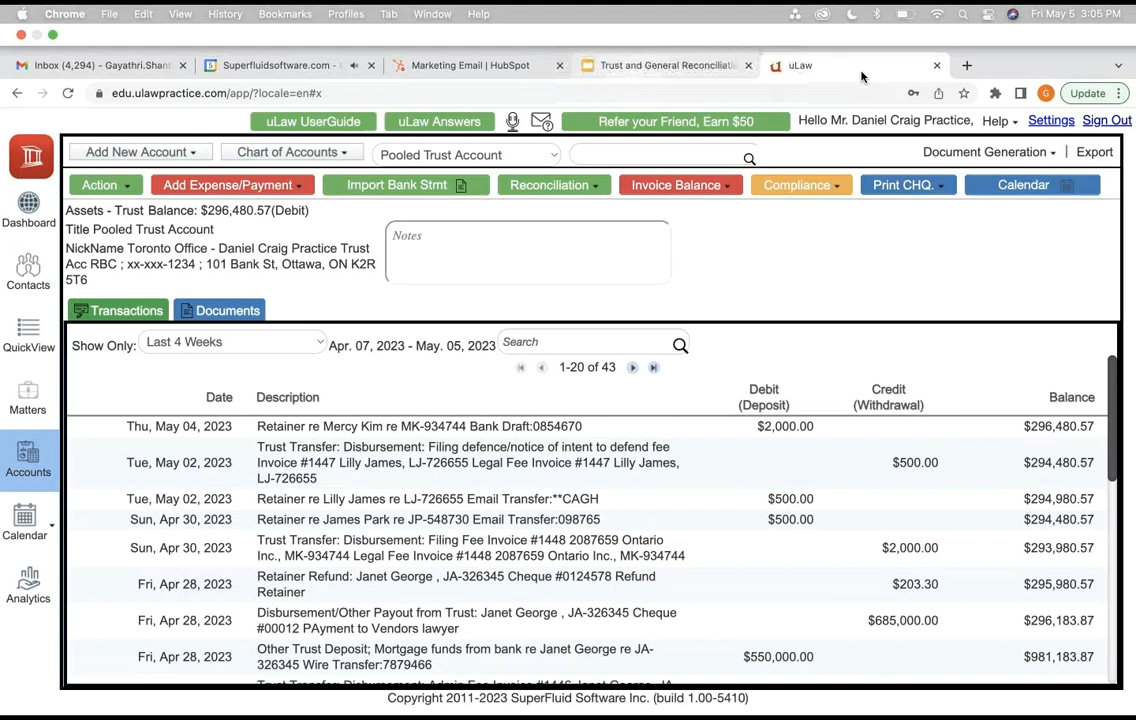 Chrome File Edit View History Bookmarks Profiles Tab Window Help Fri May 5 3:05 PM
Inbox (4,294) - Gayathri.Shan Superfluidsoftware.com - Marketing Email | HubSpot Trust and General Reconciliati uLaw
edu.ulawpractice.com/app/?locale=en#x G Update
uLaw UserGuide uLaw Answers Refer your Friend, Earn $50 Hello Mr. Daniel Craig Practice, Help Settings Sign Out
Add New Account Chart of Accounts Pooled Trust Account Document Generation | Export
Action Add Expense/Payment Import Bank Stmt Reconciliation Invoice Balance Compliance Print CHQ. Calendar
Assets - Trust Balance: $296,480.57(Debit)
Title Pooled Trust Account
NickName Toronto Office - Daniel Craig Practice Trust
Acc RBC ; xx-xxx-1234 ; 101 Bank St, Ottawa, ON K2R
5T6
Notes
Dashboard
Contacts
QuickView
Matters
Accounts
Calendar
Analytics
Transactions Documents
Show Only: Last 4 Weeks Apr. 07, 2023 - May. 05, 2023 Search
1-20 of 43
Date Description Debit (Deposit) Credit (Withdrawal) Balance
Thu, May 04, 2023 Retainer re Mercy Kim re MK-934744 Bank Draft:0854670 $2,000.00 $296,480.57
Trust Transfer: Disbursement: Filing defence/notice of intent to defend fee
Tue, May 02, 2023 Invoice #1447 Lilly James, LJ-726655 Legal Fee Invoice #1447 Lilly James, $500.00 $294,480.57
LJ-726655
Tue, May 02, 2023 Retainer re Lilly James re LJ-726655 Email Transfer:**CAGH $500.00 $294,980.57
Sun, Apr 30, 2023 Retainer re James Park re JP-548730 Email Transfer:098765 $500.00 $294,480.57
Trust Transfer: Disbursement: Filing Fee Invoice #1448 2087659 Ontario
Sun, Apr 30, 2023 Inc., MK-934744 Legal Fee Invoice #1448 2087659 Ontario Inc., MK-934744 $2,000.00 $293,980.57
Retainer Refund: Janet George , JA-326345 Cheque #0124578 Refund
Fri, Apr 28, 2023 Retainer $203.30 $295,980.57
Disbursement/Other Payout from Trust: Janet George , JA-326345 Cheque
Fri, Apr 28, 2023 #00012 PAyment to Vendors lawyer $685,000.00 $296,183.87
Other Trust Deposit; Mortgage funds from bank re Janet George re JA-
Fri, Apr 28, 2023 326345 Wire Transfer:7879466 $550,000.00 $981,183.87
Copyright 2011-2023 SuperFluid Software Inc. (build 1.00-5410)